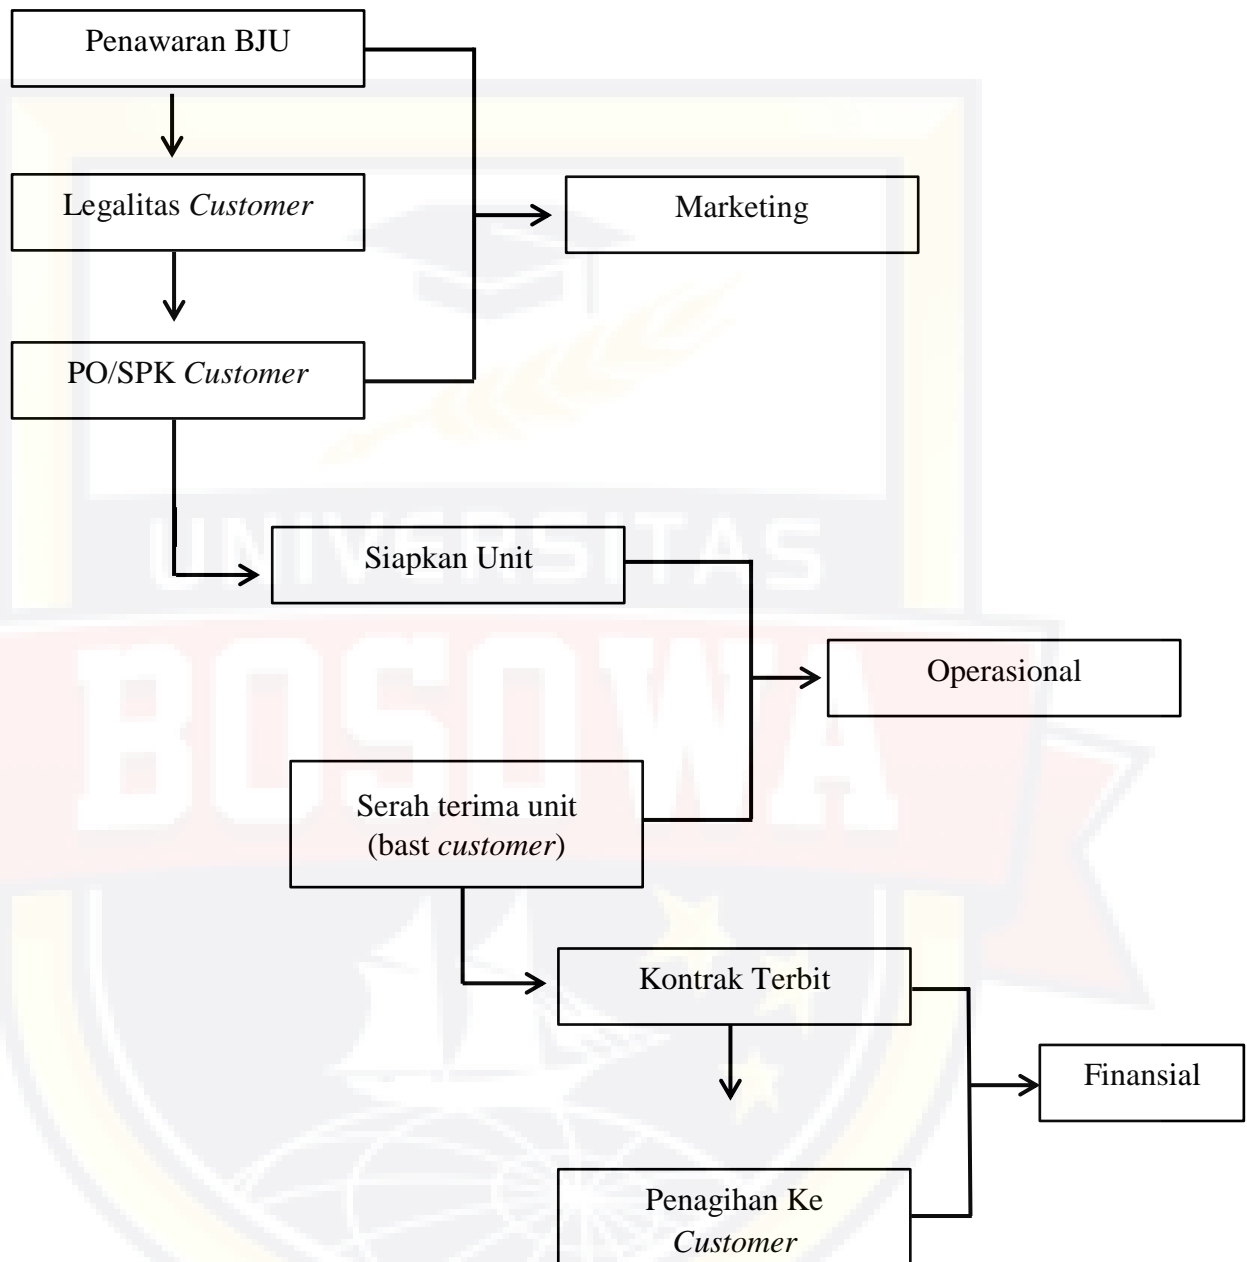 Penawaran BJU
Legalitas Customer
Marketing
PO/SPK Customer
UNIVERSITAS
Siapkan Unit
BOSOWA
Operasional
Serah terima unit
(bast customer)
Kontrak Terbit
Finansial
Penagihan Ke
Customer